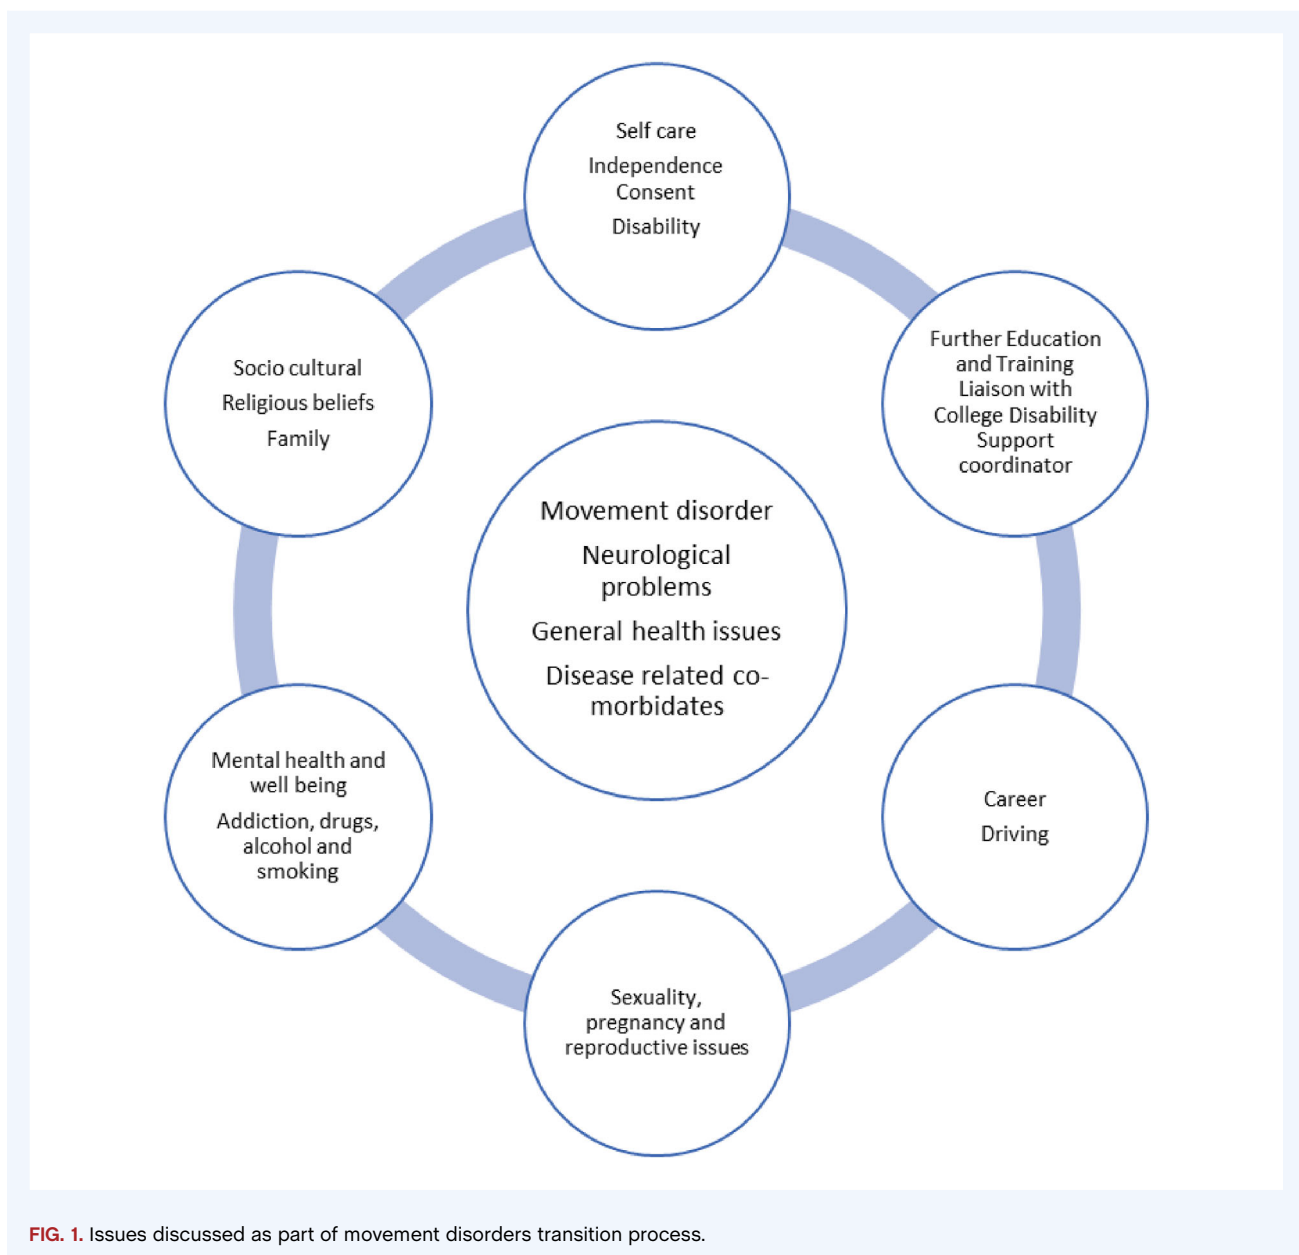 Self care
Independence
Consent
Disability
Further Education
and Training
Liaison with
College Disability
Support
coordinator
Career
Driving
Sexuality,
pregnancy and
reproductive issues
Mental health and
well being
Addiction, drugs,
alcohol and
smoking
Socio cultural
Religious beliefs
Family
Movement disorder
Neurological
problems
General health issues
Disease related co-
morbidates
FIG. 1. Issues discussed as part of movement disorders transition process.